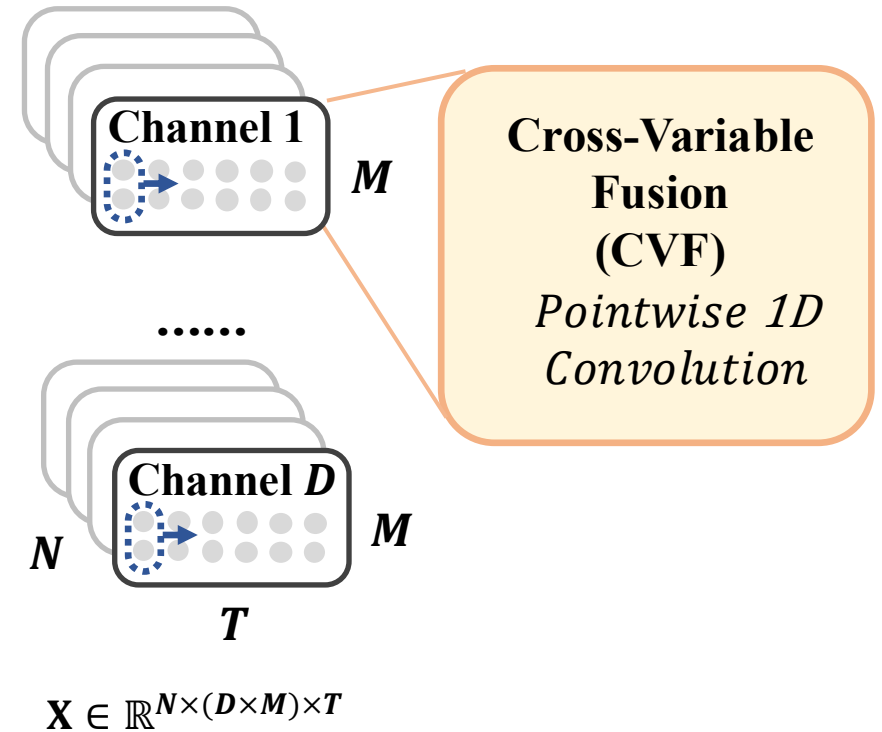 Channel 1
M
Cross-Variable
Fusion
(CVF)
Pointwise 1D
Convolution
......
Channel D
M
N
T
X ∈ ℝ^{N×(D×M)×T}